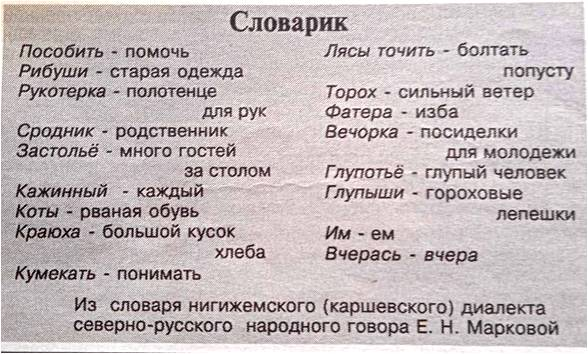 Словарик
Пособить - помочь
Рибуши - старая одежда
Рукотерка - полотенце
для рук
Сродник - родственник
Застольё - много гостей
за столом
Кажинный - каждый
Коты - рваная обувь
Краюха - большой кусок
хлеба
Кумекать - понимать
Лясы точить - болтать
попусту
Торох - сильный ветер
Фатера - изба
Вечорка - посиделки
для молодежи
Глупотьё - глупый человек
Глупыши - гороховые
лепешки
Им - ем
Вчерась - вчера
Из словаря нигижемского (каршевского) диалекта
северно-русского народного говора Е. Н. Марковой